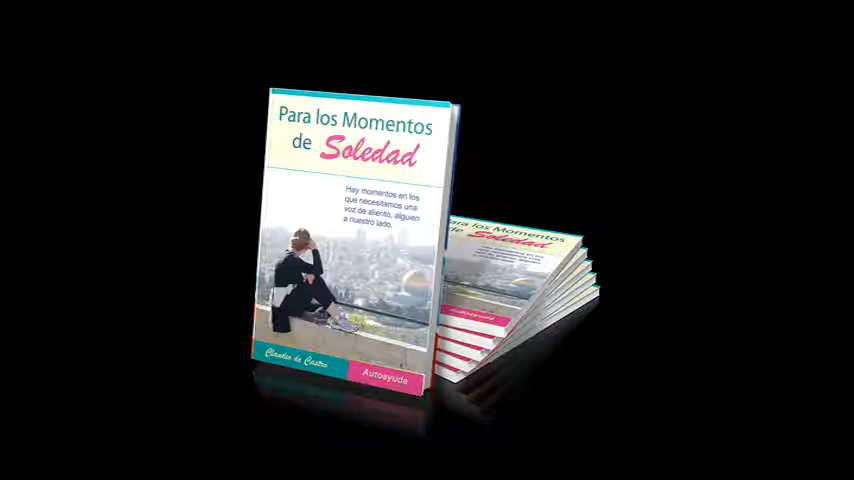 Para los Momentos
de Soledad
Hay momentos en los
que necesitamos una
voz de aliento, alguien
a nuestro lado.
Claudio de Castro
Autoayuda
Para los Momentos
de Soledad
Autoayuda